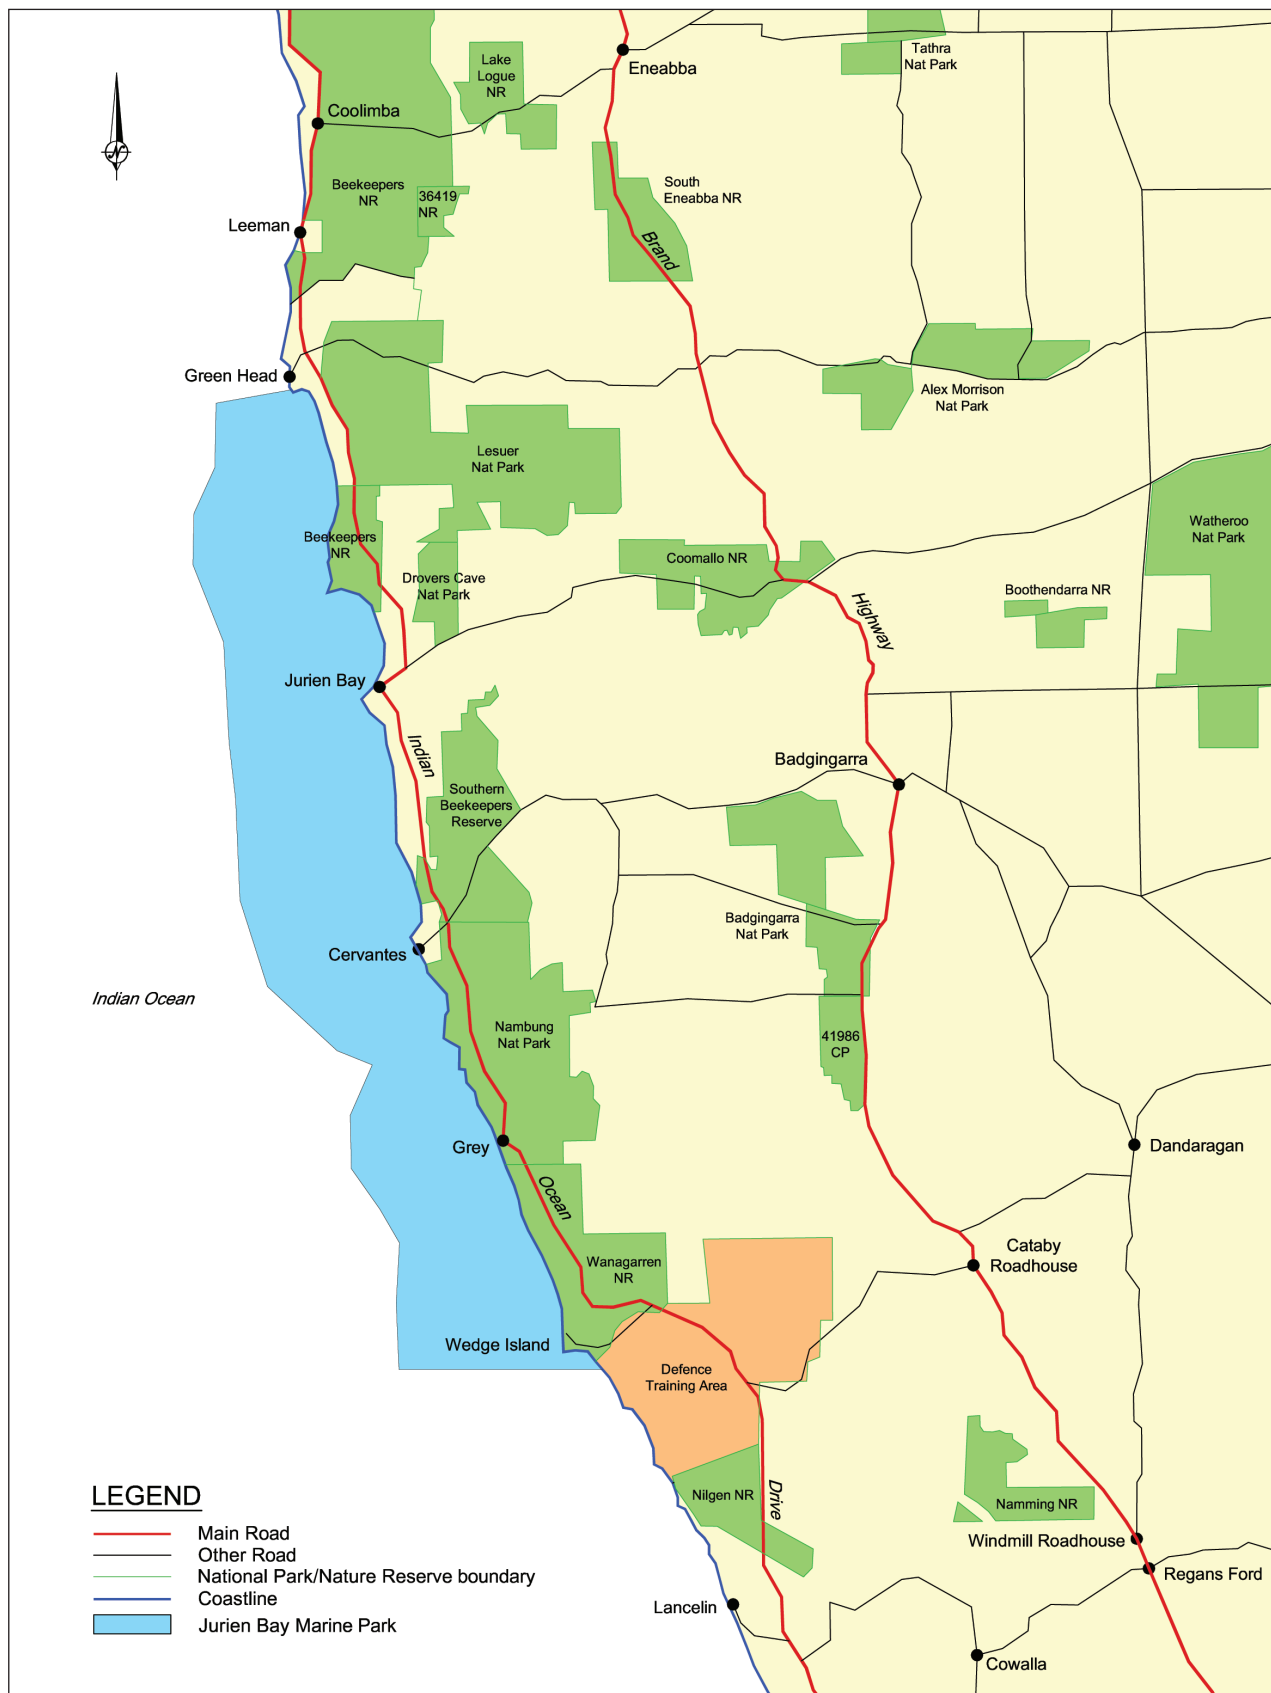 Tathra
Nat Park
Lake
Logue
NR
Eneabba
Coolimba
Beekeepers
NR
36419
NR
South
Eneabba NR
Leeman
Brand
Green Head
Alex Morrison
Nat Park
Lesuer
Nat Park
Watheroo
Nat Park
Beekeepers
NR
Coomallo NR
Drovers Cave
Nat Park
Boothendarra NR
Highway
Jurien Bay
Indian
Badgingarra
Southern
Beekeepers
Reserve
Badgingarra
Nat Park
Cervantes
Indian Ocean
Nambung
Nat Park
41986
CP
Grey
Dandaragan
Ocean
Cataby
Roadhouse
Wanagarren
NR
Wedge Island
Defence
Training Area
Nilgen NR
Drive
Namming NR
Windmill Roadhouse
Regans Ford
Lancelin
Cowalla
N
LEGEND
Main Road
Other Road
National Park/Nature Reserve boundary
Coastline
Jurien Bay Marine Park